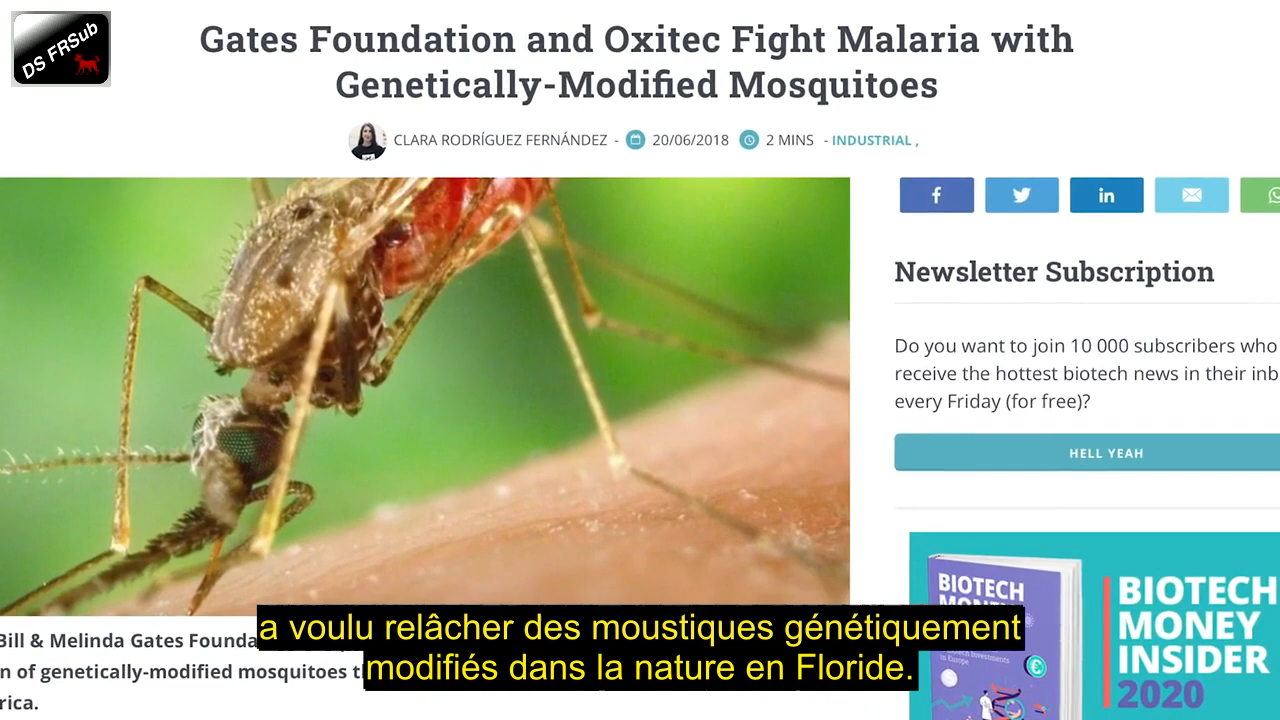 DS FRSub
Gates Foundation and Oxitec Fight Malaria with
Genetically-Modified Mosquitoes
CLARA RODRÍGUEZ FERNÁNDEZ - 20/06/2018 2 MINS - INDUSTRIAL ,
Newsletter Subscription
Do you want to join 10 000 subscribers who
receive the hottest biotech news in their inb
every Friday (for free)?
HELL YEAH
BIOTECH
MONEY
INSIDER
2020
BIOTECH
Bill & Melinda Gates Founda
n of genetically-modified mosquitoes t
rica.
a voulu relâcher des moustiques génétiquement
modifiés dans la nature en Floride.